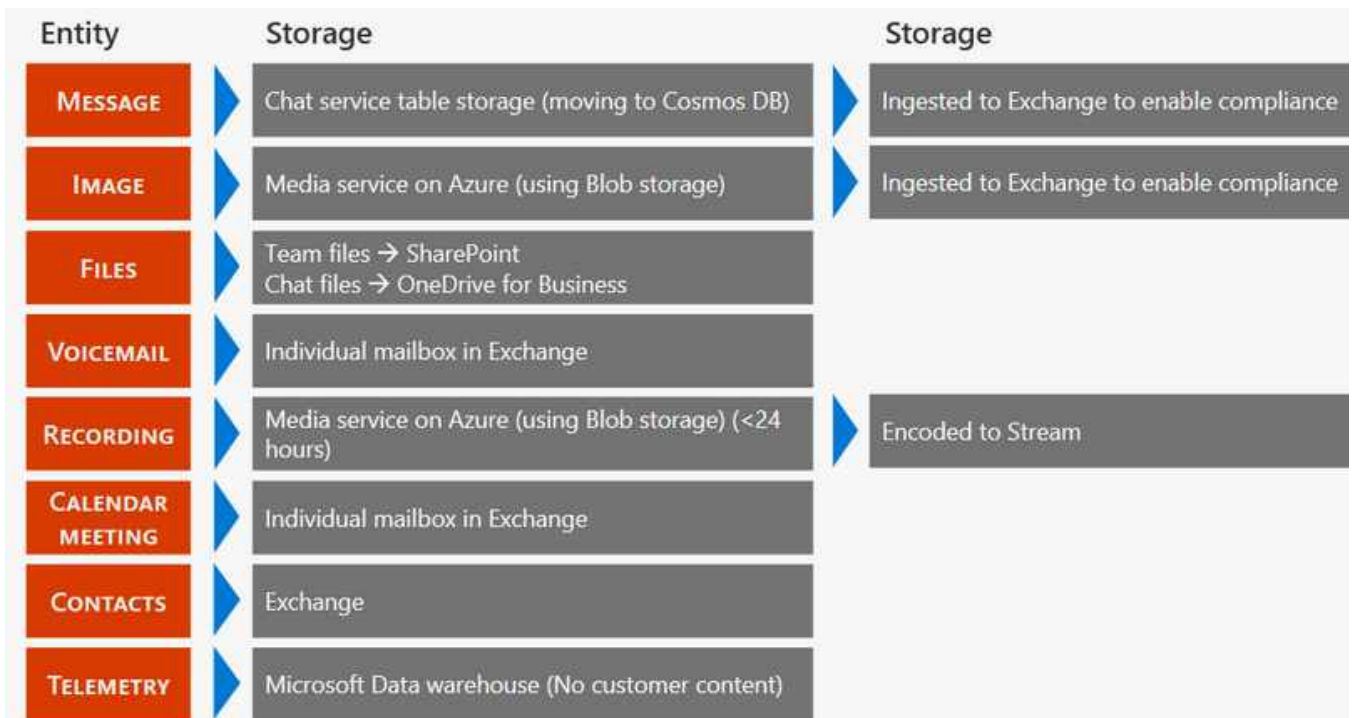 Entity Storage Storage
MESSAGE Chat service table storage (moving to Cosmos DB) Ingested to Exchange to enable compliance
IMAGE Media service on Azure (using Blob storage) Ingested to Exchange to enable compliance
FILES Team files → SharePoint
Chat files → OneDrive for Business
VOICEMAIL Individual mailbox in Exchange
RECORDING Media service on Azure (using Blob storage) (<24
hours) Encoded to Stream
CALENDAR
MEETING Individual mailbox in Exchange
CONTACTS Exchange
TELEMETRY Microsoft Data warehouse (No customer content)